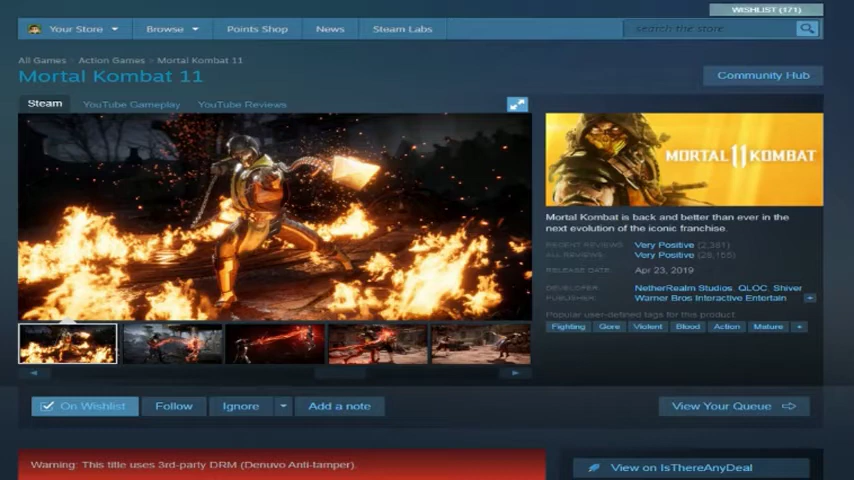 WISHLIST (171)
Your Store Browse Points Shop News Steam Labs search the store
All Games > Action Games > Mortal Kombat 11
Mortal Kombat 11
Community Hub
Steam YouTube Gameplay YouTube Reviews
MORTAL 11 KOMBAT
Mortal Kombat is back and better than ever in the
next evolution of the iconic franchise.
RECENT REVIEWS: Very Positive (2,381)
ALL REVIEWS: Very Positive (28,155)
RELEASE DATE: Apr 23, 2019
DEVELOPER: NetherRealm Studios, QLOC, Shiver
PUBLISHER: Warner Bros Interactive Entertain +
Popular user-defined tags for this product:
Fighting Gore Violent Blood Action Mature +
On Wishlist Follow Ignore Add a note View Your Queue
Warning: This title uses 3rd-party DRM (Denuvo Anti-tamper).
View on IsThereAnyDeal